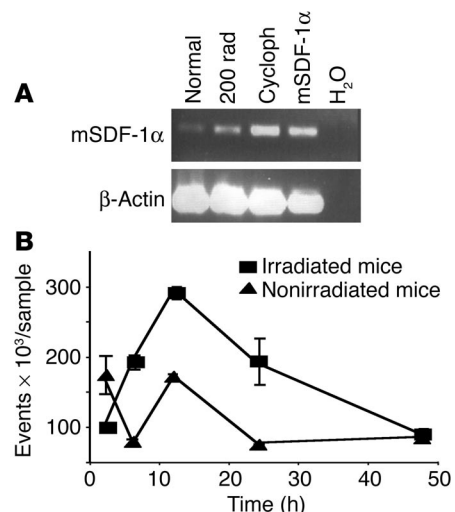 A
Normal
200 rad
Cycloph
mSDF-1α
H₂O
mSDF-1α
β-Actin
B
Irradiated mice
Nonirradiated mice
Events × 10³/sample
300
200
100
0 10 20 30 40 50
Time (h)